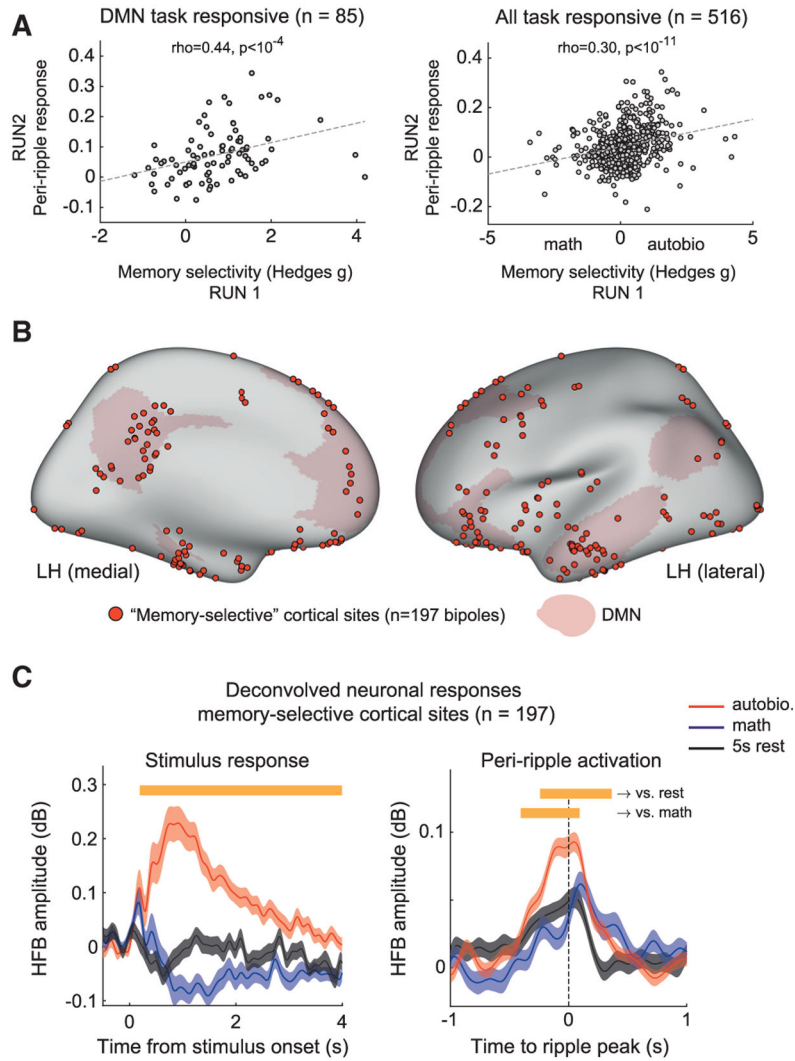 A
DMN task responsive (n = 85)
rho=0.44, p<10-4
RUN2
Peri-ripple response
0.4
0.3
0.2
0.1
0
-0.1
-2
0
2
4
Memory selectivity (Hedges g)
RUN 1
All task responsive (n = 516)
rho=0.30, p<10-11
RUN2
Peri-ripple response
0.4
0.2
0
-0.2
-5
0
5
math
autobio
Memory selectivity (Hedges g)
RUN 1
B
LH (medial)
LH (lateral)
“Memory-selective” cortical sites (n=197 bipoles)
DMN
C
Deconvolved neuronal responses
memory-selective cortical sites (n = 197)
autobio.
math
5s rest
Stimulus response
HFB amplitude (dB)
0.3
0.2
0.1
0
-0.1
0
2
4
Time from stimulus onset (s)
Peri-ripple activation
→ vs. rest
→ vs. math
HFB amplitude (dB)
0.1
0
-1
0
1
Time to ripple peak (s)